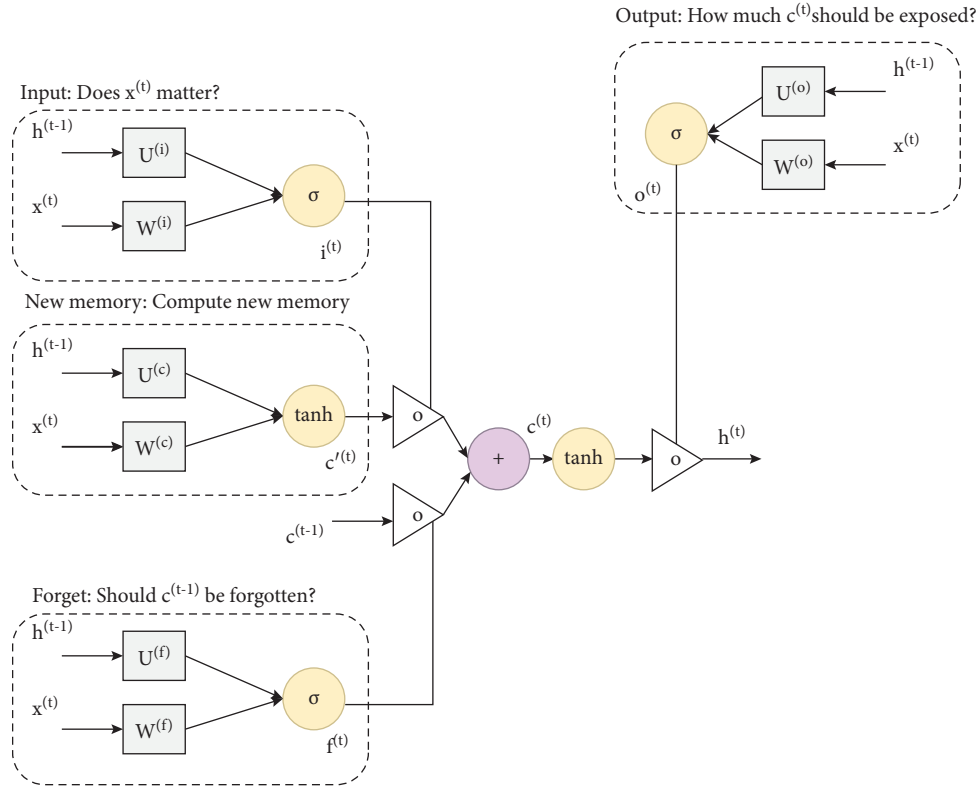 Output: How much c^(t) should be exposed?
h^(t-1)
U^(o)
σ
x^(t)
W^(o)
o^(t)
Input: Does x^(t) matter?
h^(t-1)
U^(i)
σ
x^(t)
W^(i)
i^(t)
New memory: Compute new memory
h^(t-1)
U^(c)
tanh
x^(t)
W^(c)
c′^(t)
o
c^(t)
+
tanh
o
h^(t)
o
c^(t-1)
Forget: Should c^(t-1) be forgotten?
h^(t-1)
U^(f)
σ
x^(t)
W^(f)
f^(t)